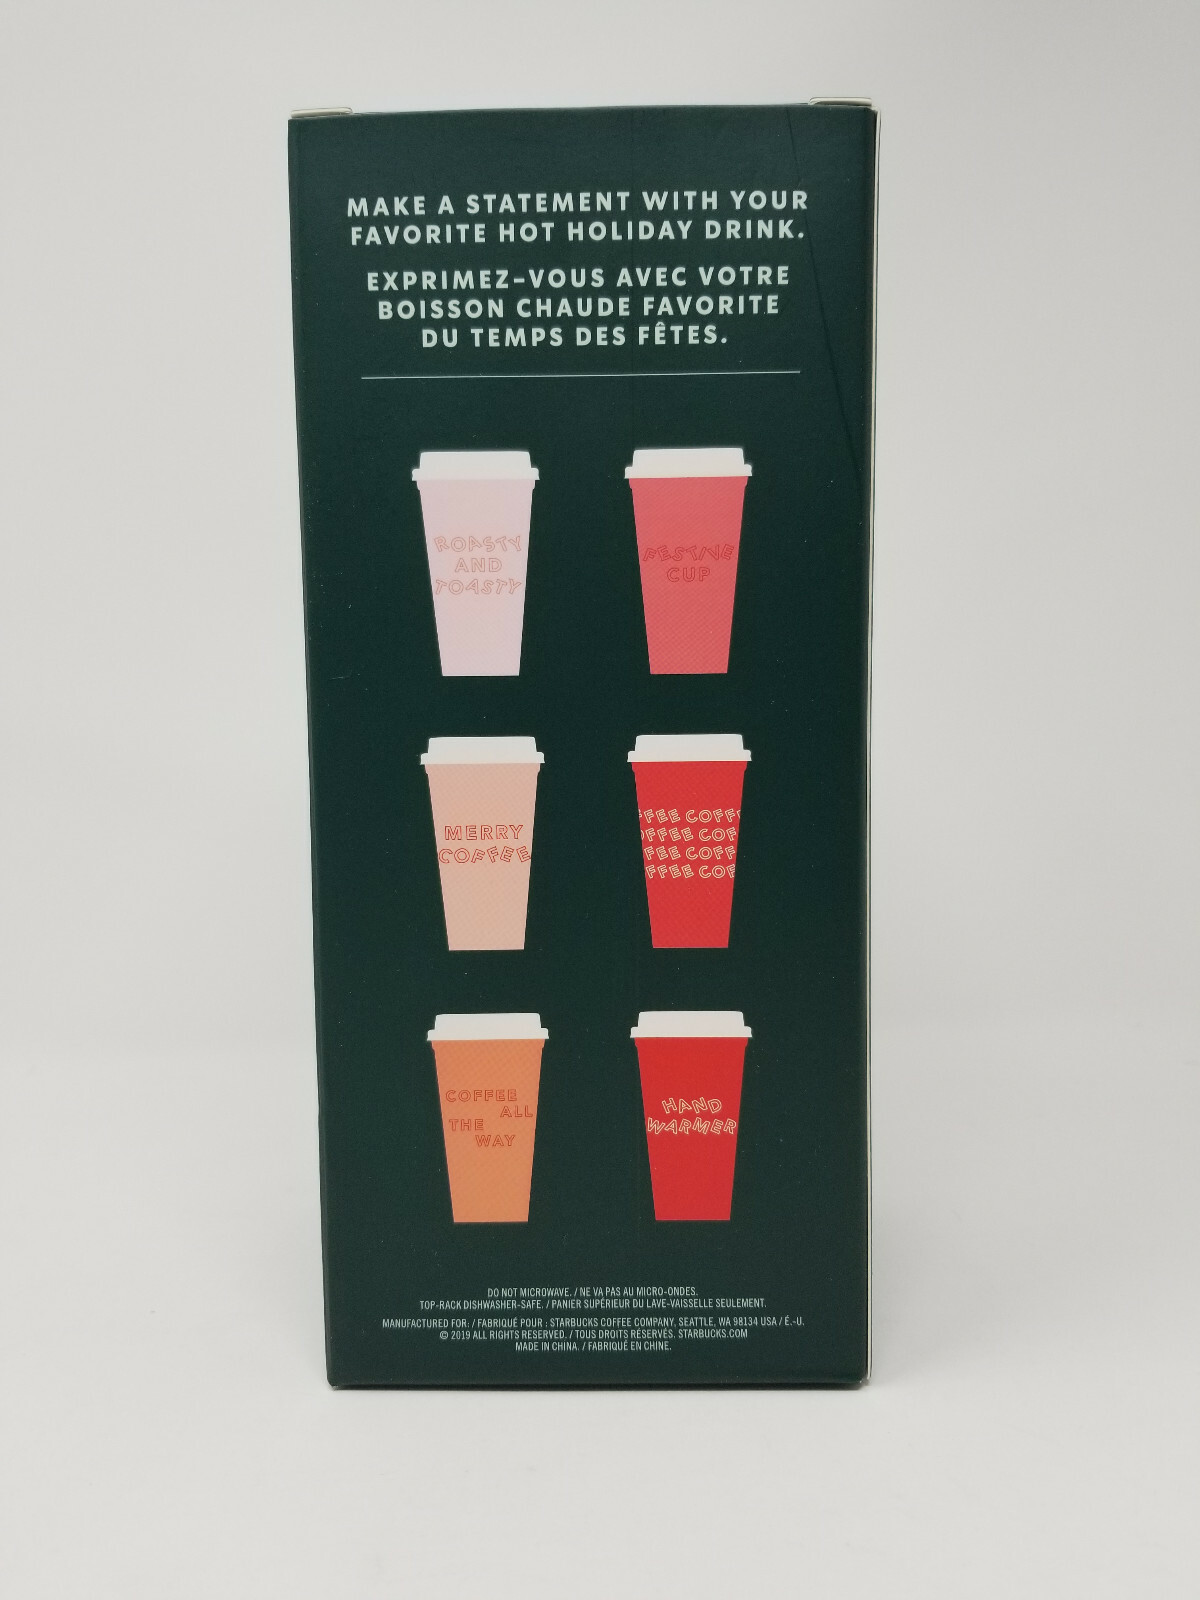 MAKE A STATEMENT WITH YOUR
FAVORITE HOT HOLIDAY DRINK.
EXPRIMEZ-VOUS AVEC VOTRE
BOISSON CHAUDE FAVORITE
DU TEMPS DES FÊTES.
ROASTY
AND
TOASTY
FESTIVE
CUP
MERRY
COFFEE
FFEE COFF
OFFEE COF
FFEE COFF
FFEE COF
COFFEE
ALL
THE
WAY
HAND
WARMER
DO NOT MICROWAVE. / NE VA PAS AU MICRO-ONDES.
TOP-RACK DISHWASHER-SAFE. / PANIER SUPÉRIEUR DU LAVE-VAISSELLE SEULEMENT.
MANUFACTURED FOR: / FABRIQUÉ POUR : STARBUCKS COFFEE COMPANY, SEATTLE, WA 98134 USA / É.-U.
© 2019 ALL RIGHTS RESERVED. / TOUS DROITS RÉSERVÉS. STARBUCKS.COM
MADE IN CHINA. / FABRIQUÉ EN CHINE.